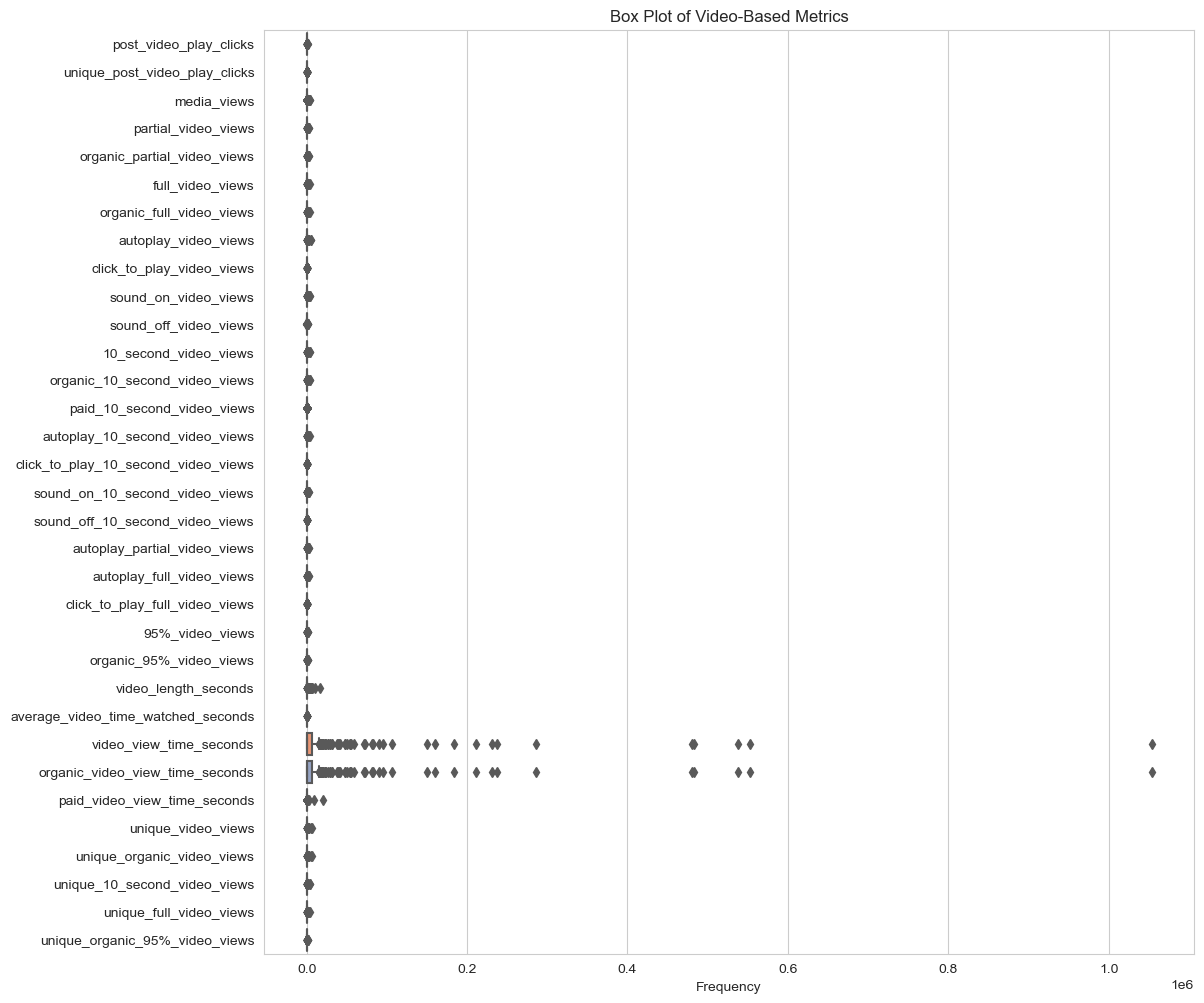 Box Plot of Video-Based Metrics
post_video_play_clicks
unique_post_video_play_clicks
media_views
partial_video_views
organic_partial_video_views
full_video_views
organic_full_video_views
autoplay_video_views
click_to_play_video_views
sound_on_video_views
sound_off_video_views
10_second_video_views
organic_10_second_video_views
paid_10_second_video_views
autoplay_10_second_video_views
click_to_play_10_second_video_views
sound_on_10_second_video_views
sound_off_10_second_video_views
autoplay_partial_video_views
autoplay_full_video_views
click_to_play_full_video_views
95%_video_views
organic_95%_video_views
video_length_seconds
average_video_time_watched_seconds
video_view_time_seconds
organic_video_view_time_seconds
paid_video_view_time_seconds
unique_video_views
unique_organic_video_views
unique_10_second_video_views
unique_full_video_views
unique_organic_95%_video_views
0.0 0.2 0.4 0.6 0.8 1.0
1e6
Frequency